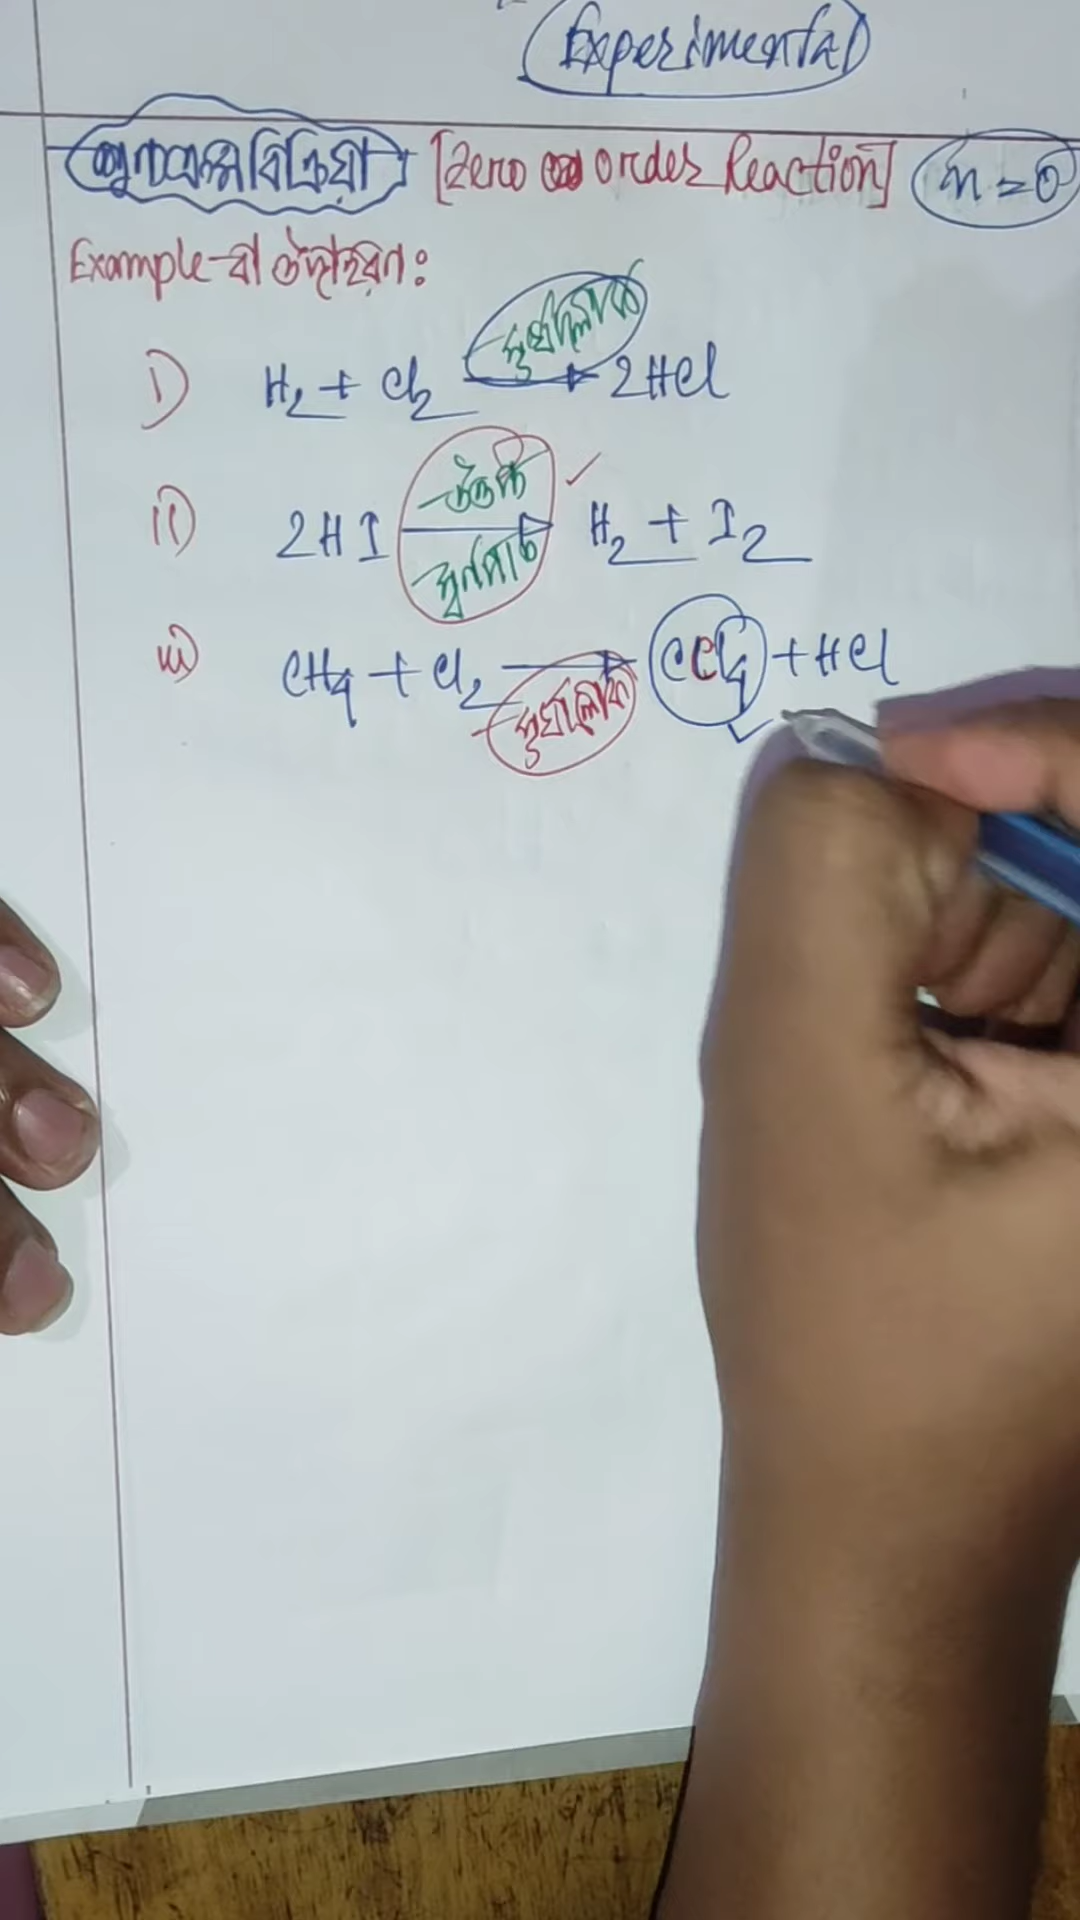 Experimental
শূন্যক্রম বিক্রিয়া [Zero order Reaction] n = 0
Example বা উদাহরণ :
i) H₂ + Cl₂ সূর্যালোক → 2HCl
ii) 2HI উত্তপ্ত → স্বর্ণপাত H₂ + I₂
iii) CH₄ + Cl₂ → সূর্যালোক CCl₄ + HCl